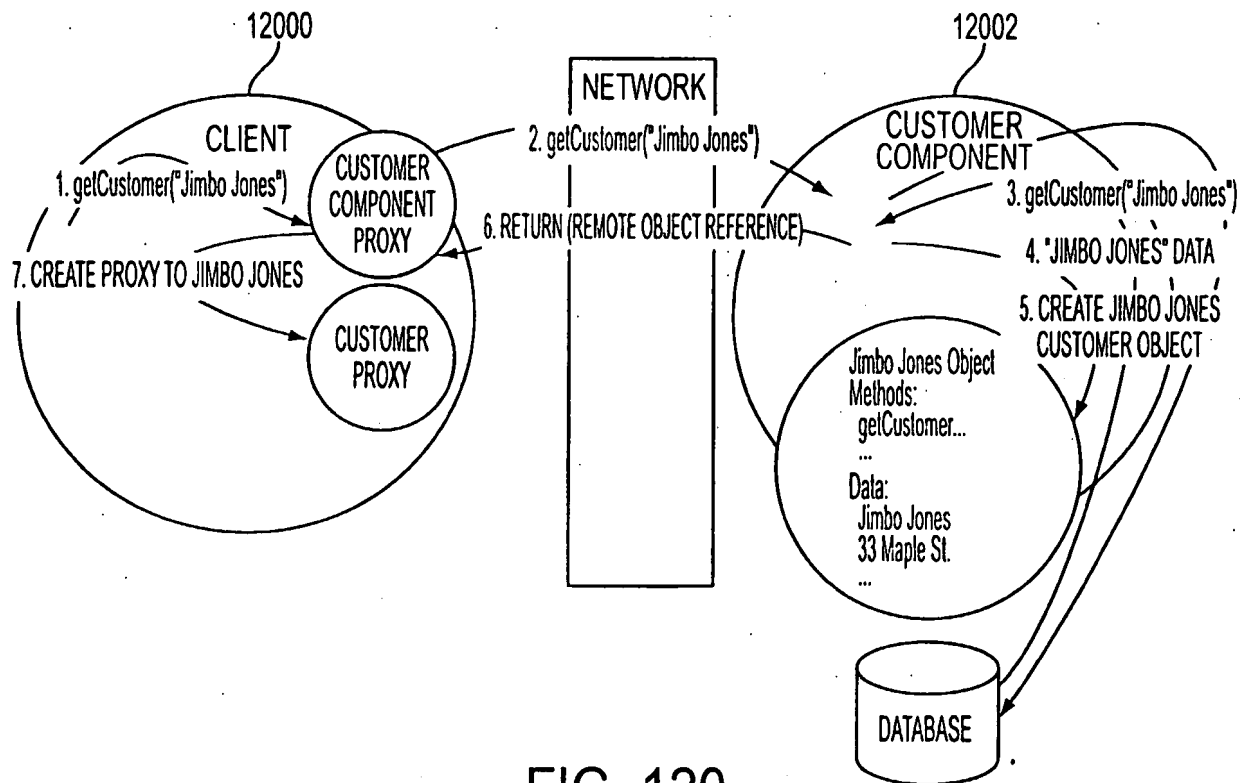 12000
12002
NETWORK
CLIENT
1. getCustomer("Jimbo Jones")
CUSTOMER
COMPONENT
PROXY
2. getCustomer("Jimbo Jones")
CUSTOMER
COMPONENT
3. getCustomer("Jimbo Jones")
6. RETURN (REMOTE OBJECT REFERENCE)
4. "JIMBO JONES" DATA
7. CREATE PROXY TO JIMBO JONES
5. CREATE JIMBO JONES
CUSTOMER OBJECT
CUSTOMER
PROXY
Jimbo Jones Object
Methods:
getCustomer...
...
Data:
Jimbo Jones
33 Maple St.
...
DATABASE
FIG. 120